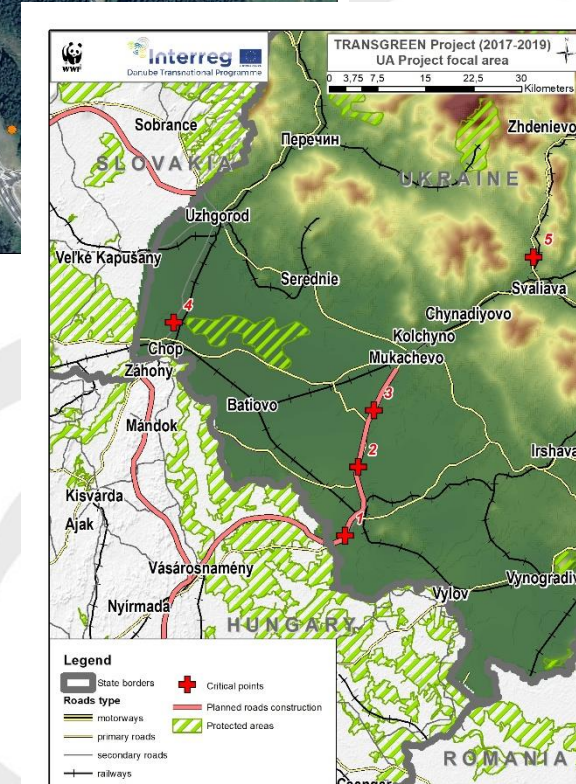 WWF
Interreg
Danube Transnational Programme
TRANSGREEN Project (2017-2019)
UA Project focal area
0 3,75 7,5 15 22,5 30
Kilometers
Sobrance
Перечин
Zhdenievo
SLOVAKIA
UKRAINE
Uzhgorod
5
Veľké Kapušany
Serednie
Svaliava
4
Chynadiyovo
Kolchyno
Chop
Mukachevo
Záhony
3
Batiovo
Mándok
2
Irshava
Kisvárda
Ajak
1
Vásárosnamény
Vynogradiv
Nyírmada
Vylov
HUNGARY
Legend
State borders
Critical points
Roads type
Planned roads construction
motorways
Protected areas
primary roads
secondary roads
railways
ROMANIA